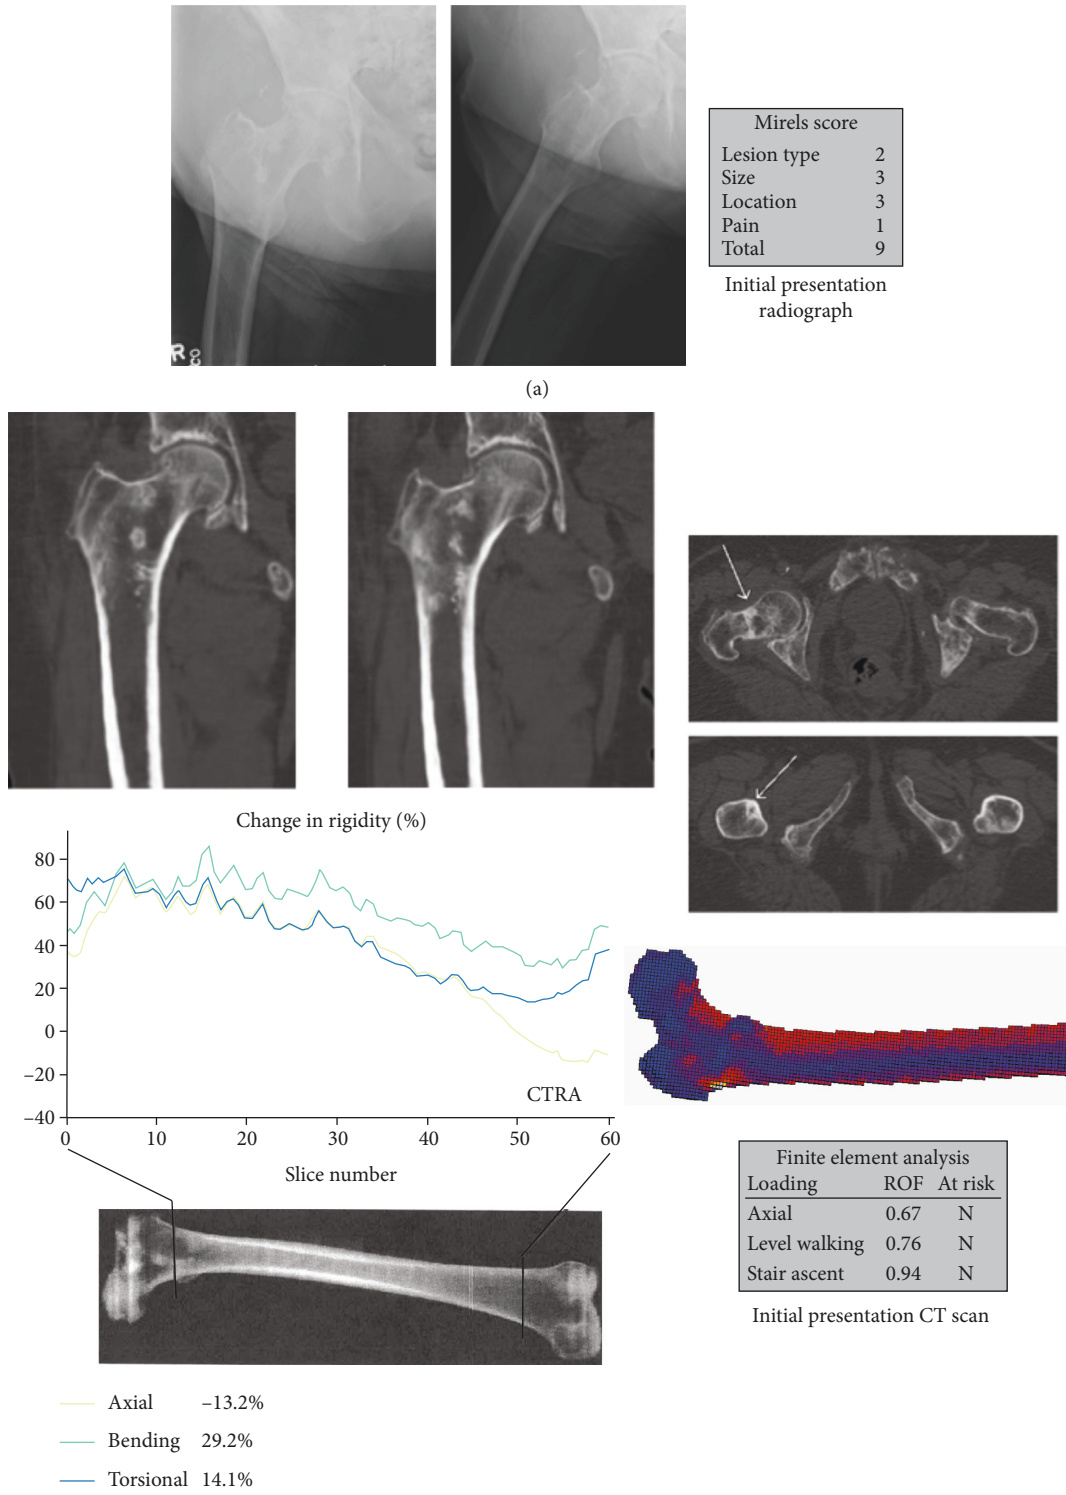 R
CO
Mirels score
Lesion type 2
Size 3
Location 3
Pain 1
Total 9
Initial presentation
radiograph
(a)
Change in rigidity (%)
80
60
40
20
0
−20
−40
CTRA
0 10 20 30 40 50 60
Slice number
Axial −13.2%
Bending 29.2%
Torsional 14.1%
Finite element analysis
Loading ROF At risk
Axial 0.67 N
Level walking 0.76 N
Stair ascent 0.94 N
Initial presentation CT scan